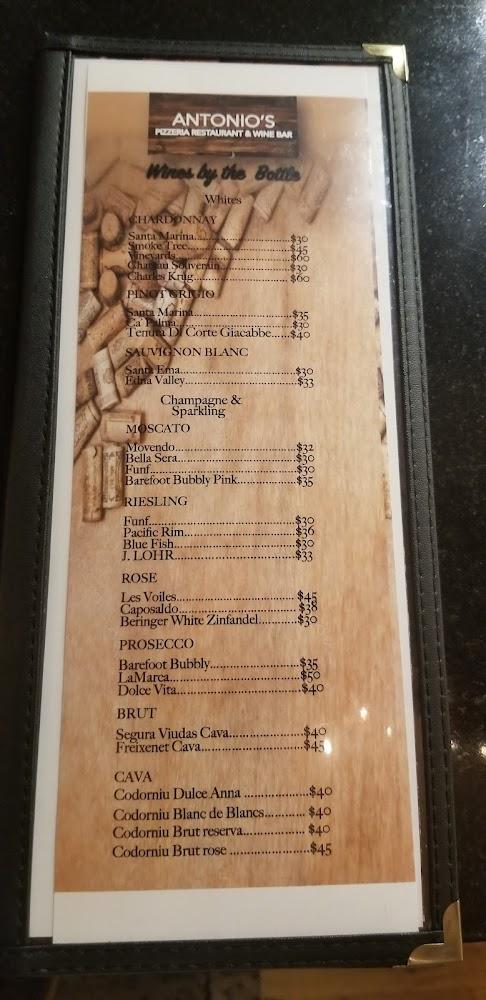 ANTONIO'S
PIZZERIA RESTAURANT & WINE BAR
Wines by the Bottle
Whites
CHARDONNAY
Santa Marina..............................$30
Smoke Tree................................$45
Vineyards...................................$60
Chateau Souverain.....................$30
Charles Krug..............................$60
PINOT GRIGIO
Santa Marina..............................$35
Ca' Palma...................................$30
Tenuta Di Corte Giacabbe......$40
SAUVIGNON BLANC
Santa Ema..................................$30
Edna Valley.................................$33
Champagne &
Sparkling
MOSCATO
Movendo....................................$32
Bella Sera...................................$30
Funf............................................$30
Barefoot Bubbly Pink.................$35
RIESLING
Funf............................................$30
Pacific Rim.................................$36
Blue Fish....................................$30
J. LOHR......................................$33
ROSE
Les Voiles................................... $45
Caposaldo................................... $38
Beringer White Zinfandel............$30
PROSECCO
Barefoot Bubbly..........................$35
LaMarca.......................................$50
Dolce Vita....................................$40
BRUT
Segura Viudas Cava......................$40
Freixenet Cava.............................$45
CAVA
Codorniu Dulce Anna ...................$40
Codorniu Blanc de Blancs............ $40
Codorniu Brut reserva.................. $40
Codorniu Brut rose .......................$45